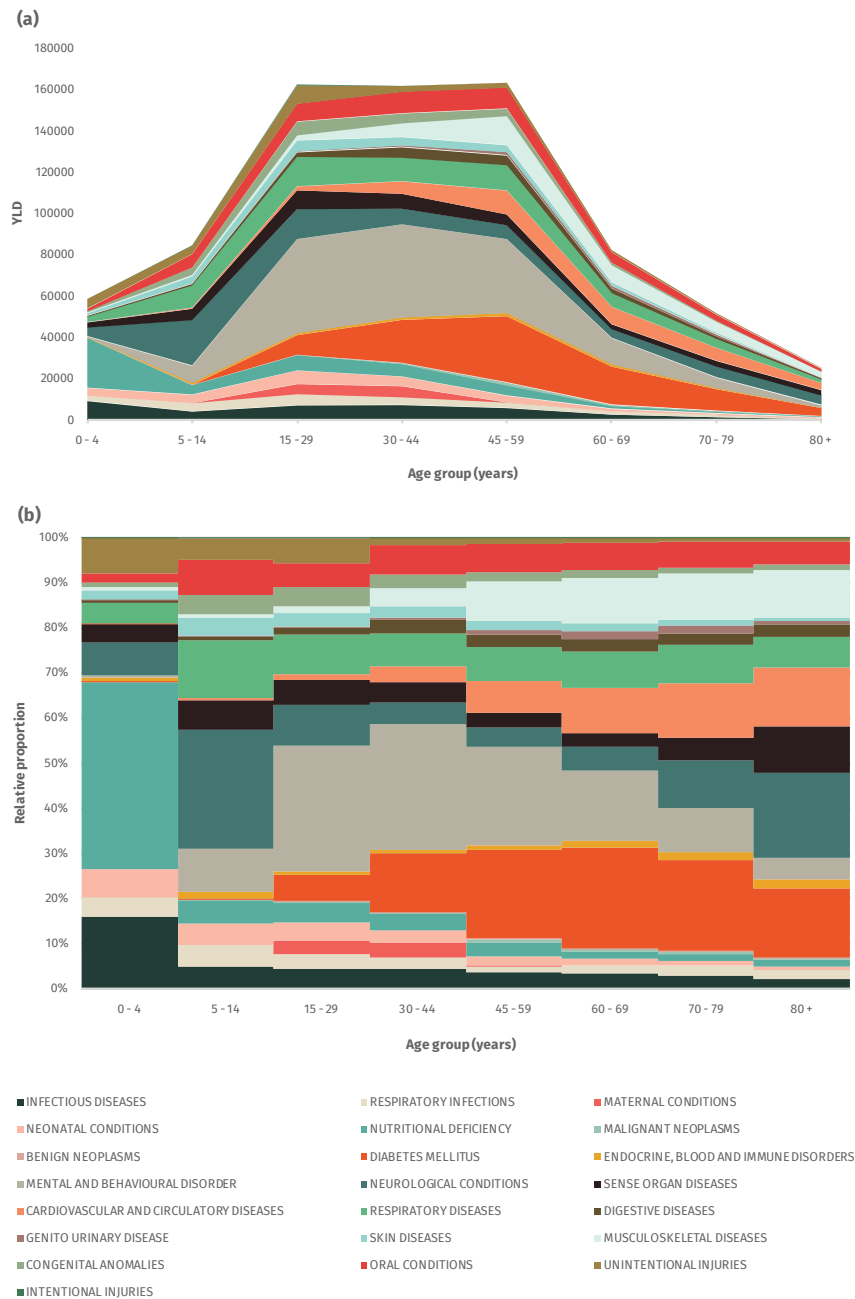 (a)
180000
160000
140000
120000
100000
80000
60000
40000
20000
0
YLD
0 - 4 5 - 14 15 - 29 30 - 44 45 - 59 60 - 69 70 - 79 80 +
Age group (years)
(b)
100%
90%
80%
70%
60%
50%
40%
30%
20%
10%
0%
Relative proportion
0 - 4 5 - 14 15 - 29 30 - 44 45 - 59 60 - 69 70 - 79 80 +
Age group (years)
INFECTIOUS DISEASES RESPIRATORY INFECTIONS MATERNAL CONDITIONS
NEONATAL CONDITIONS NUTRITIONAL DEFICIENCY MALIGNANT NEOPLASMS
BENIGN NEOPLASMS DIABETES MELLITUS ENDOCRINE, BLOOD AND IMMUNE DISORDERS
MENTAL AND BEHAVIOURAL DISORDER NEUROLOGICAL CONDITIONS SENSE ORGAN DISEASES
CARDIOVASCULAR AND CIRCULATORY DISEASES RESPIRATORY DISEASES DIGESTIVE DISEASES
GENITO URINARY DISEASE SKIN DISEASES MUSCULOSKELETAL DISEASES
CONGENITAL ANOMALIES ORAL CONDITIONS UNINTENTIONAL INJURIES
INTENTIONAL INJURIES